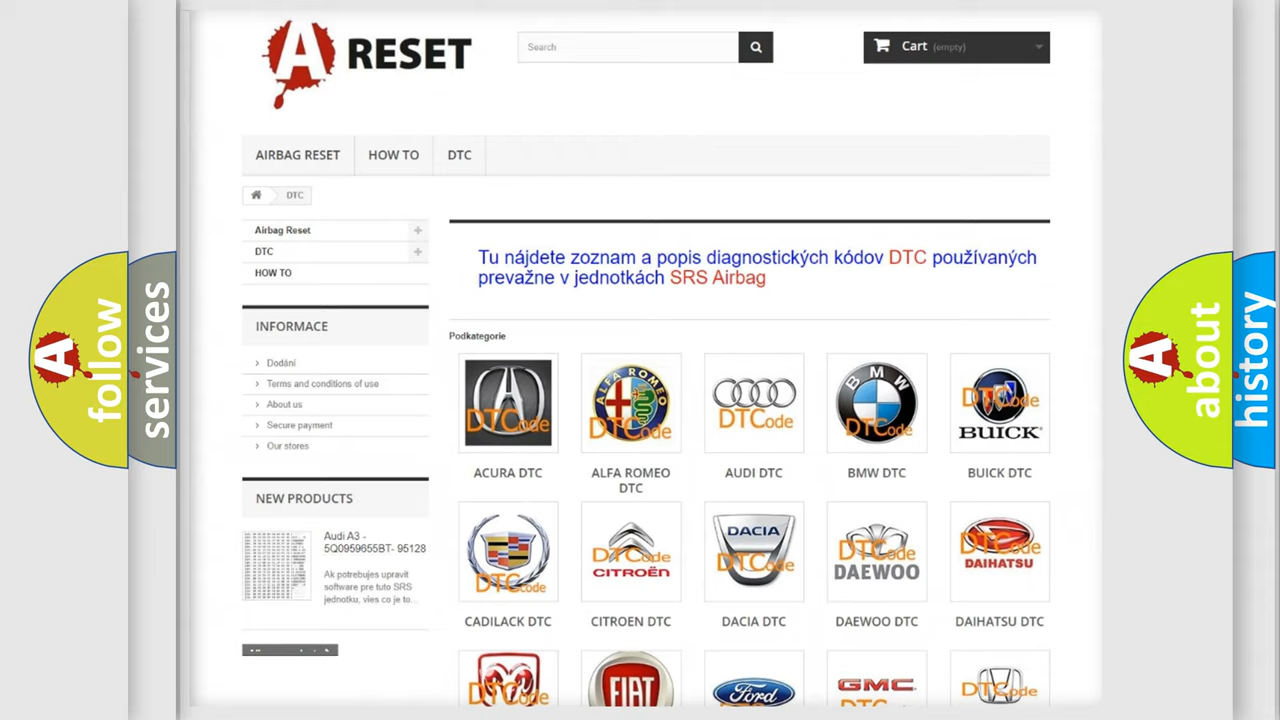 A RESET
Search
Cart (empty)
AIRBAG RESET
HOW TO
DTC
DTC
Airbag Reset
DTC
HOW TO
Tu nájdete zoznam a popis diagnostických kódov DTC používaných
prevažne v jednotkách SRS Airbag
INFORMACE
Dodání
Terms and conditions of use
About us
Secure payment
Our stores
NEW PRODUCTS
Audi A3 -
5Q0959655BT- 95128
Ak potrebujes upravit
software pre tuto SRS
jednotku, vies co je to...
Podkategorie
DTCode
ALFA ROMEO
DTCode
DTCode
BMW
DTCode
DTCode
BUICK
ACURA DTC
ALFA ROMEO
DTC
AUDI DTC
BMW DTC
BUICK DTC
DTCode
DTCode
CITROËN
DACIA
DTCode
DTCode
DAEWOO
DTCode
DAIHATSU
CADILACK DTC
CITROEN DTC
DACIA DTC
DAEWOO DTC
DAIHATSU DTC
DTCode
FIAT
Ford
GMC
DTCode
A follow
services
A about
history